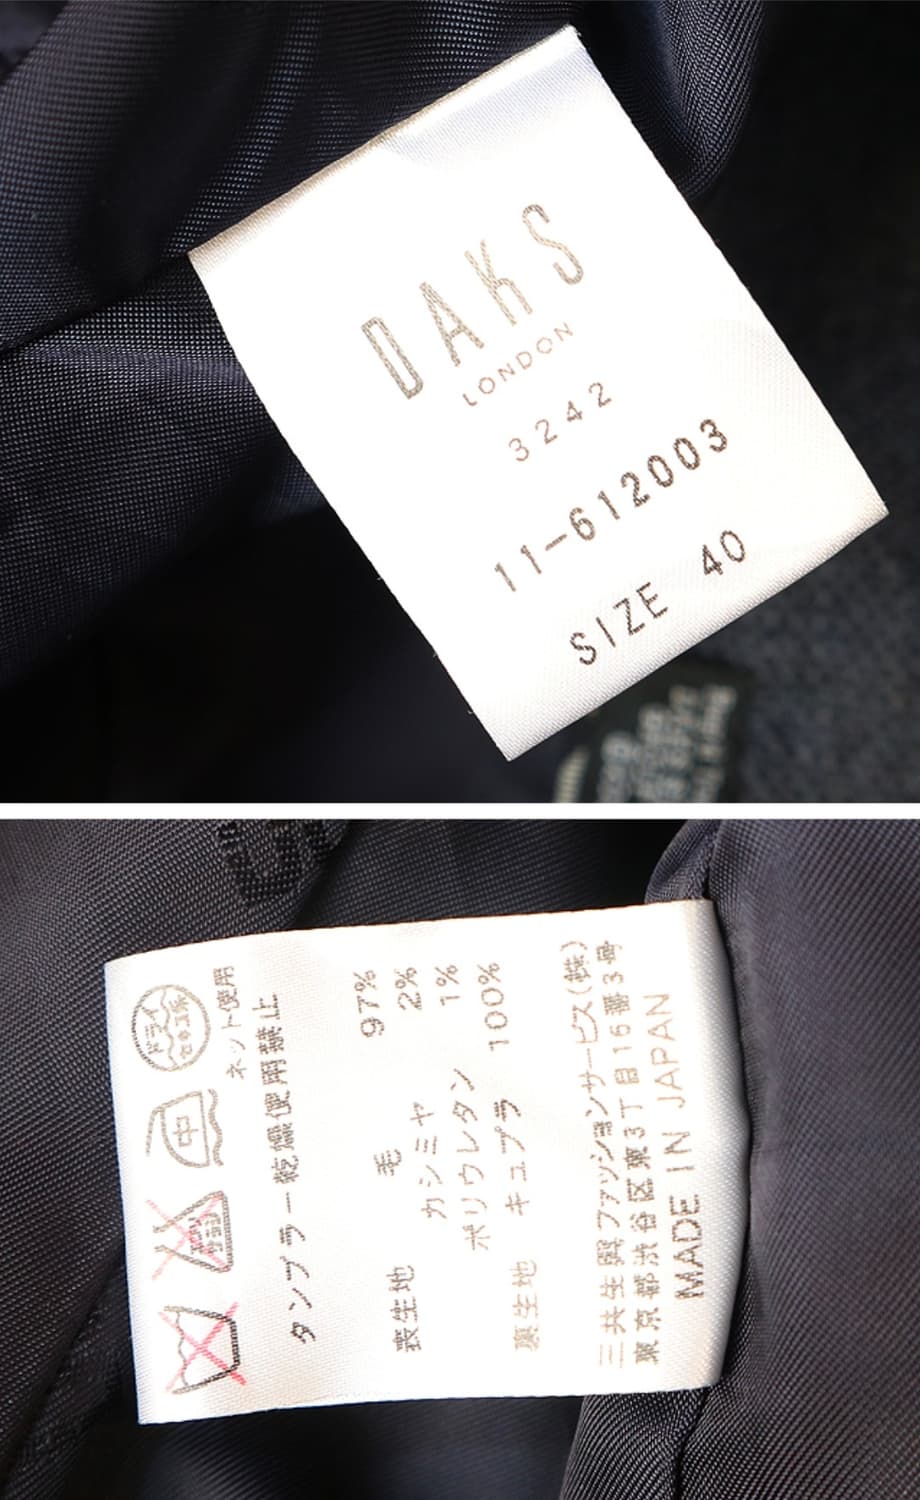 DAKS
LONDON
3242
11-612003
SIZE 40
中
ドライ
セキユ系
ネット使用
タンブラー乾燥使用禁止
表生地 毛 97%
カシミヤ 2%
ポリウレタン 1%
裏生地 キュプラ 100%
三共生興ファッションサービス(株)
東京都渋谷区東3丁目16番3号
MADE IN JAPAN